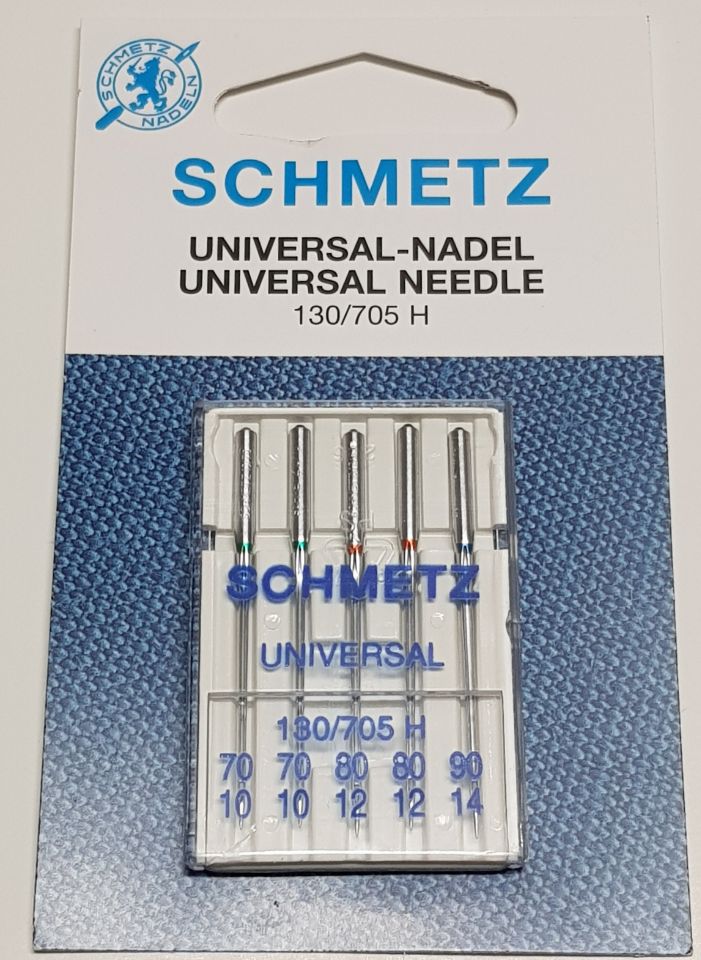 SCHMETZ
NADELN
SCHMETZ
UNIVERSAL-NADEL
UNIVERSAL NEEDLE
130/705 H
SCHMETZ
UNIVERSAL
130/705 H
70 70 80 80 90
10 10 12 12 14